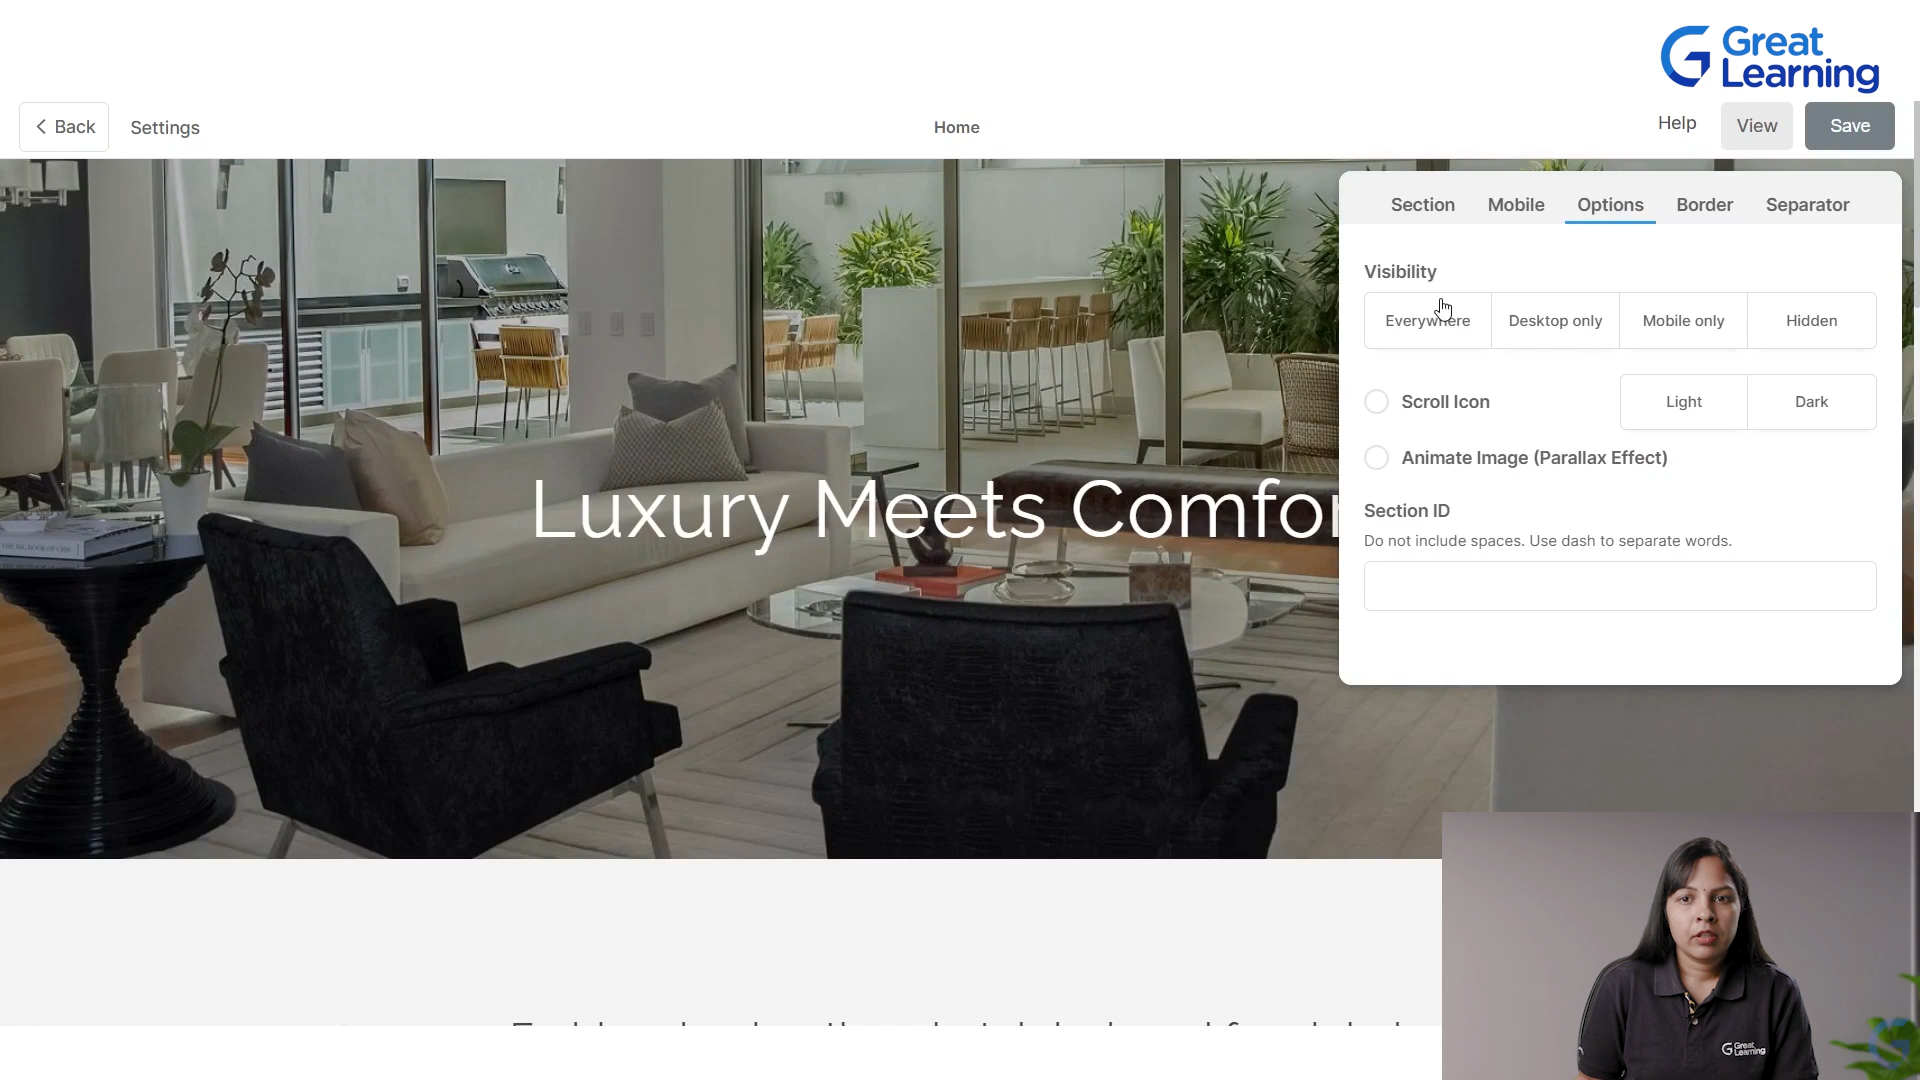 Great
Learning
Back
Settings
Home
Help
View
Save
Section
Mobile
Options
Border
Separator
Visibility
Everywhere
Desktop only
Mobile only
Hidden
Scroll Icon
Light
Dark
Animate Image (Parallax Effect)
Luxury Meets Comfor
Section ID
Do not include spaces. Use dash to separate words.
Great
Learning